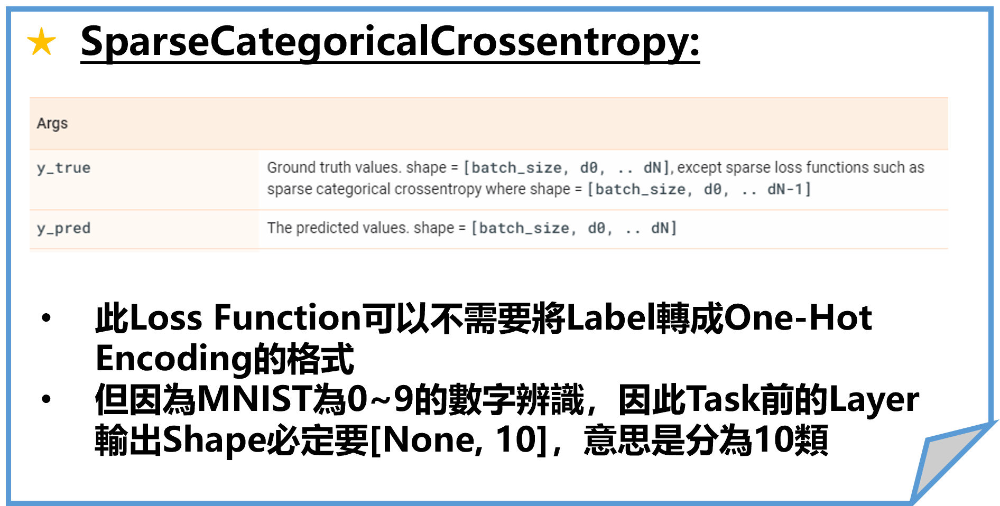 ★ SparseCategoricalCrossentropy:
Args
y_true
Ground truth values. shape = [batch_size, d0, .. dN], except sparse loss functions such as
sparse categorical crossentropy where shape = [batch_size, d0, .. dN-1]
y_pred
The predicted values. shape = [batch_size, d0, .. dN]
• 此Loss Function可以不需要將Label轉成One-Hot
Encoding的格式
• 但因為MNIST為0~9的數字辨識，因此Task前的Layer
輸出Shape必定要[None, 10]，意思是分為10類